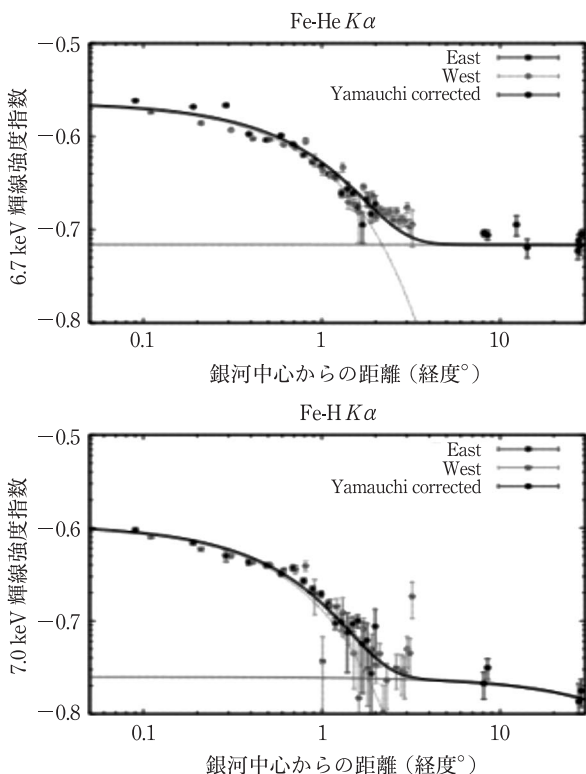 Fe-He Kα
−0.5
−0.6
−0.7
−0.8
6.7 keV 輝線強度指数
East
West
Yamauchi corrected
0.1
1
10
銀河中心からの距離（経度°）
Fe-H Kα
−0.5
−0.6
−0.7
−0.8
7.0 keV 輝線強度指数
East
West
Yamauchi corrected
0.1
1
10
銀河中心からの距離（経度°）